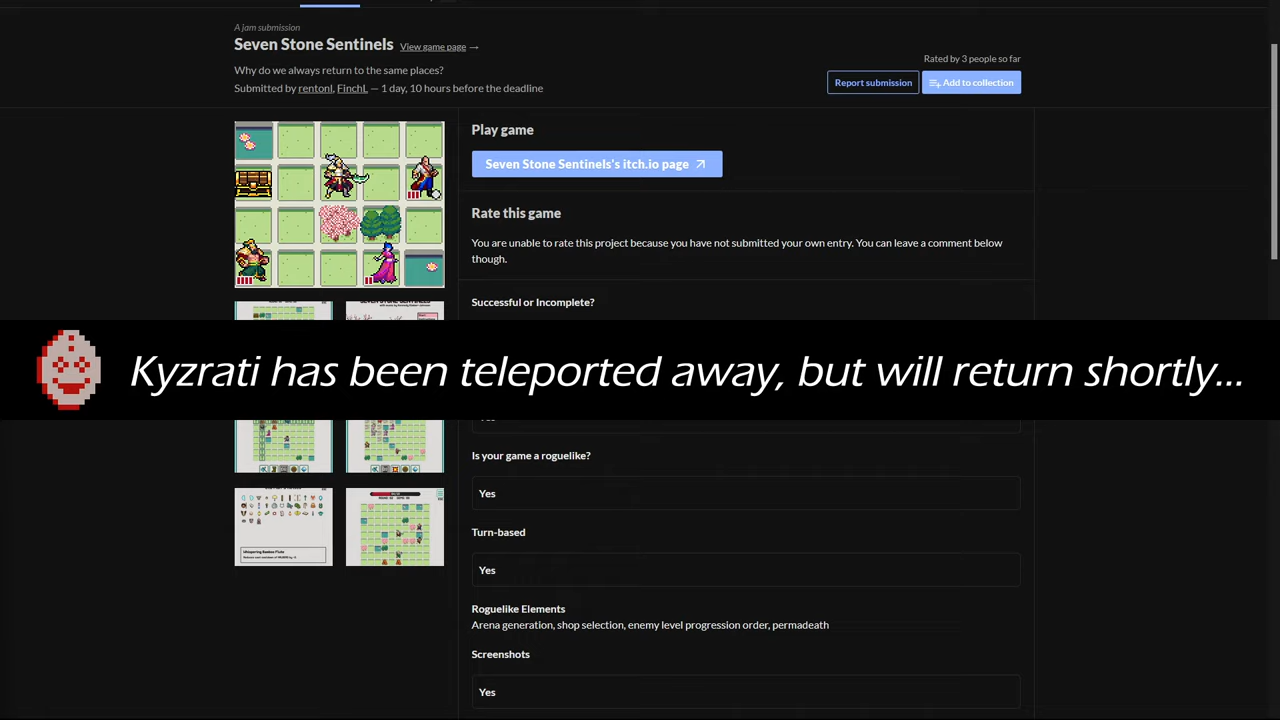 A jam submission
Seven Stone Sentinels View game page →
Why do we always return to the same places?
Submitted by rentonl, FinchL — 1 day, 10 hours before the deadline
Rated by 3 people so far
Report submission
Add to collection
Play game
Seven Stone Sentinels's itch.io page
Rate this game
You are unable to rate this project because you have not submitted your own entry. You can leave a comment below
though.
Successful or Incomplete?
SEVEN STONE SENTINELS
Kyzrati has been teleported away, but will return shortly...
Is your game a roguelike?
Yes
Turn-based
Yes
Roguelike Elements
Arena generation, shop selection, enemy level progression order, permadeath
Screenshots
Yes